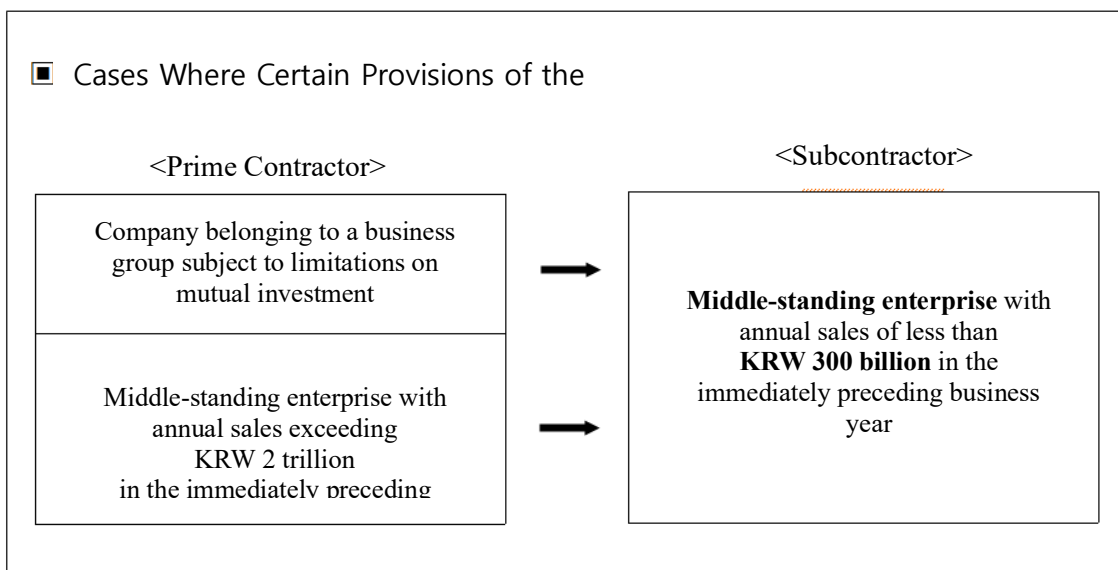 ▣ Cases Where Certain Provisions of the
<Prime Contractor>
Company belonging to a business
group subject to limitations on
mutual investment
Middle-standing enterprise with
annual sales exceeding
KRW 2 trillion
in the immediately preceding
<Subcontractor>
Middle-standing enterprise with
annual sales of less than
KRW 300 billion in the
immediately preceding business
year